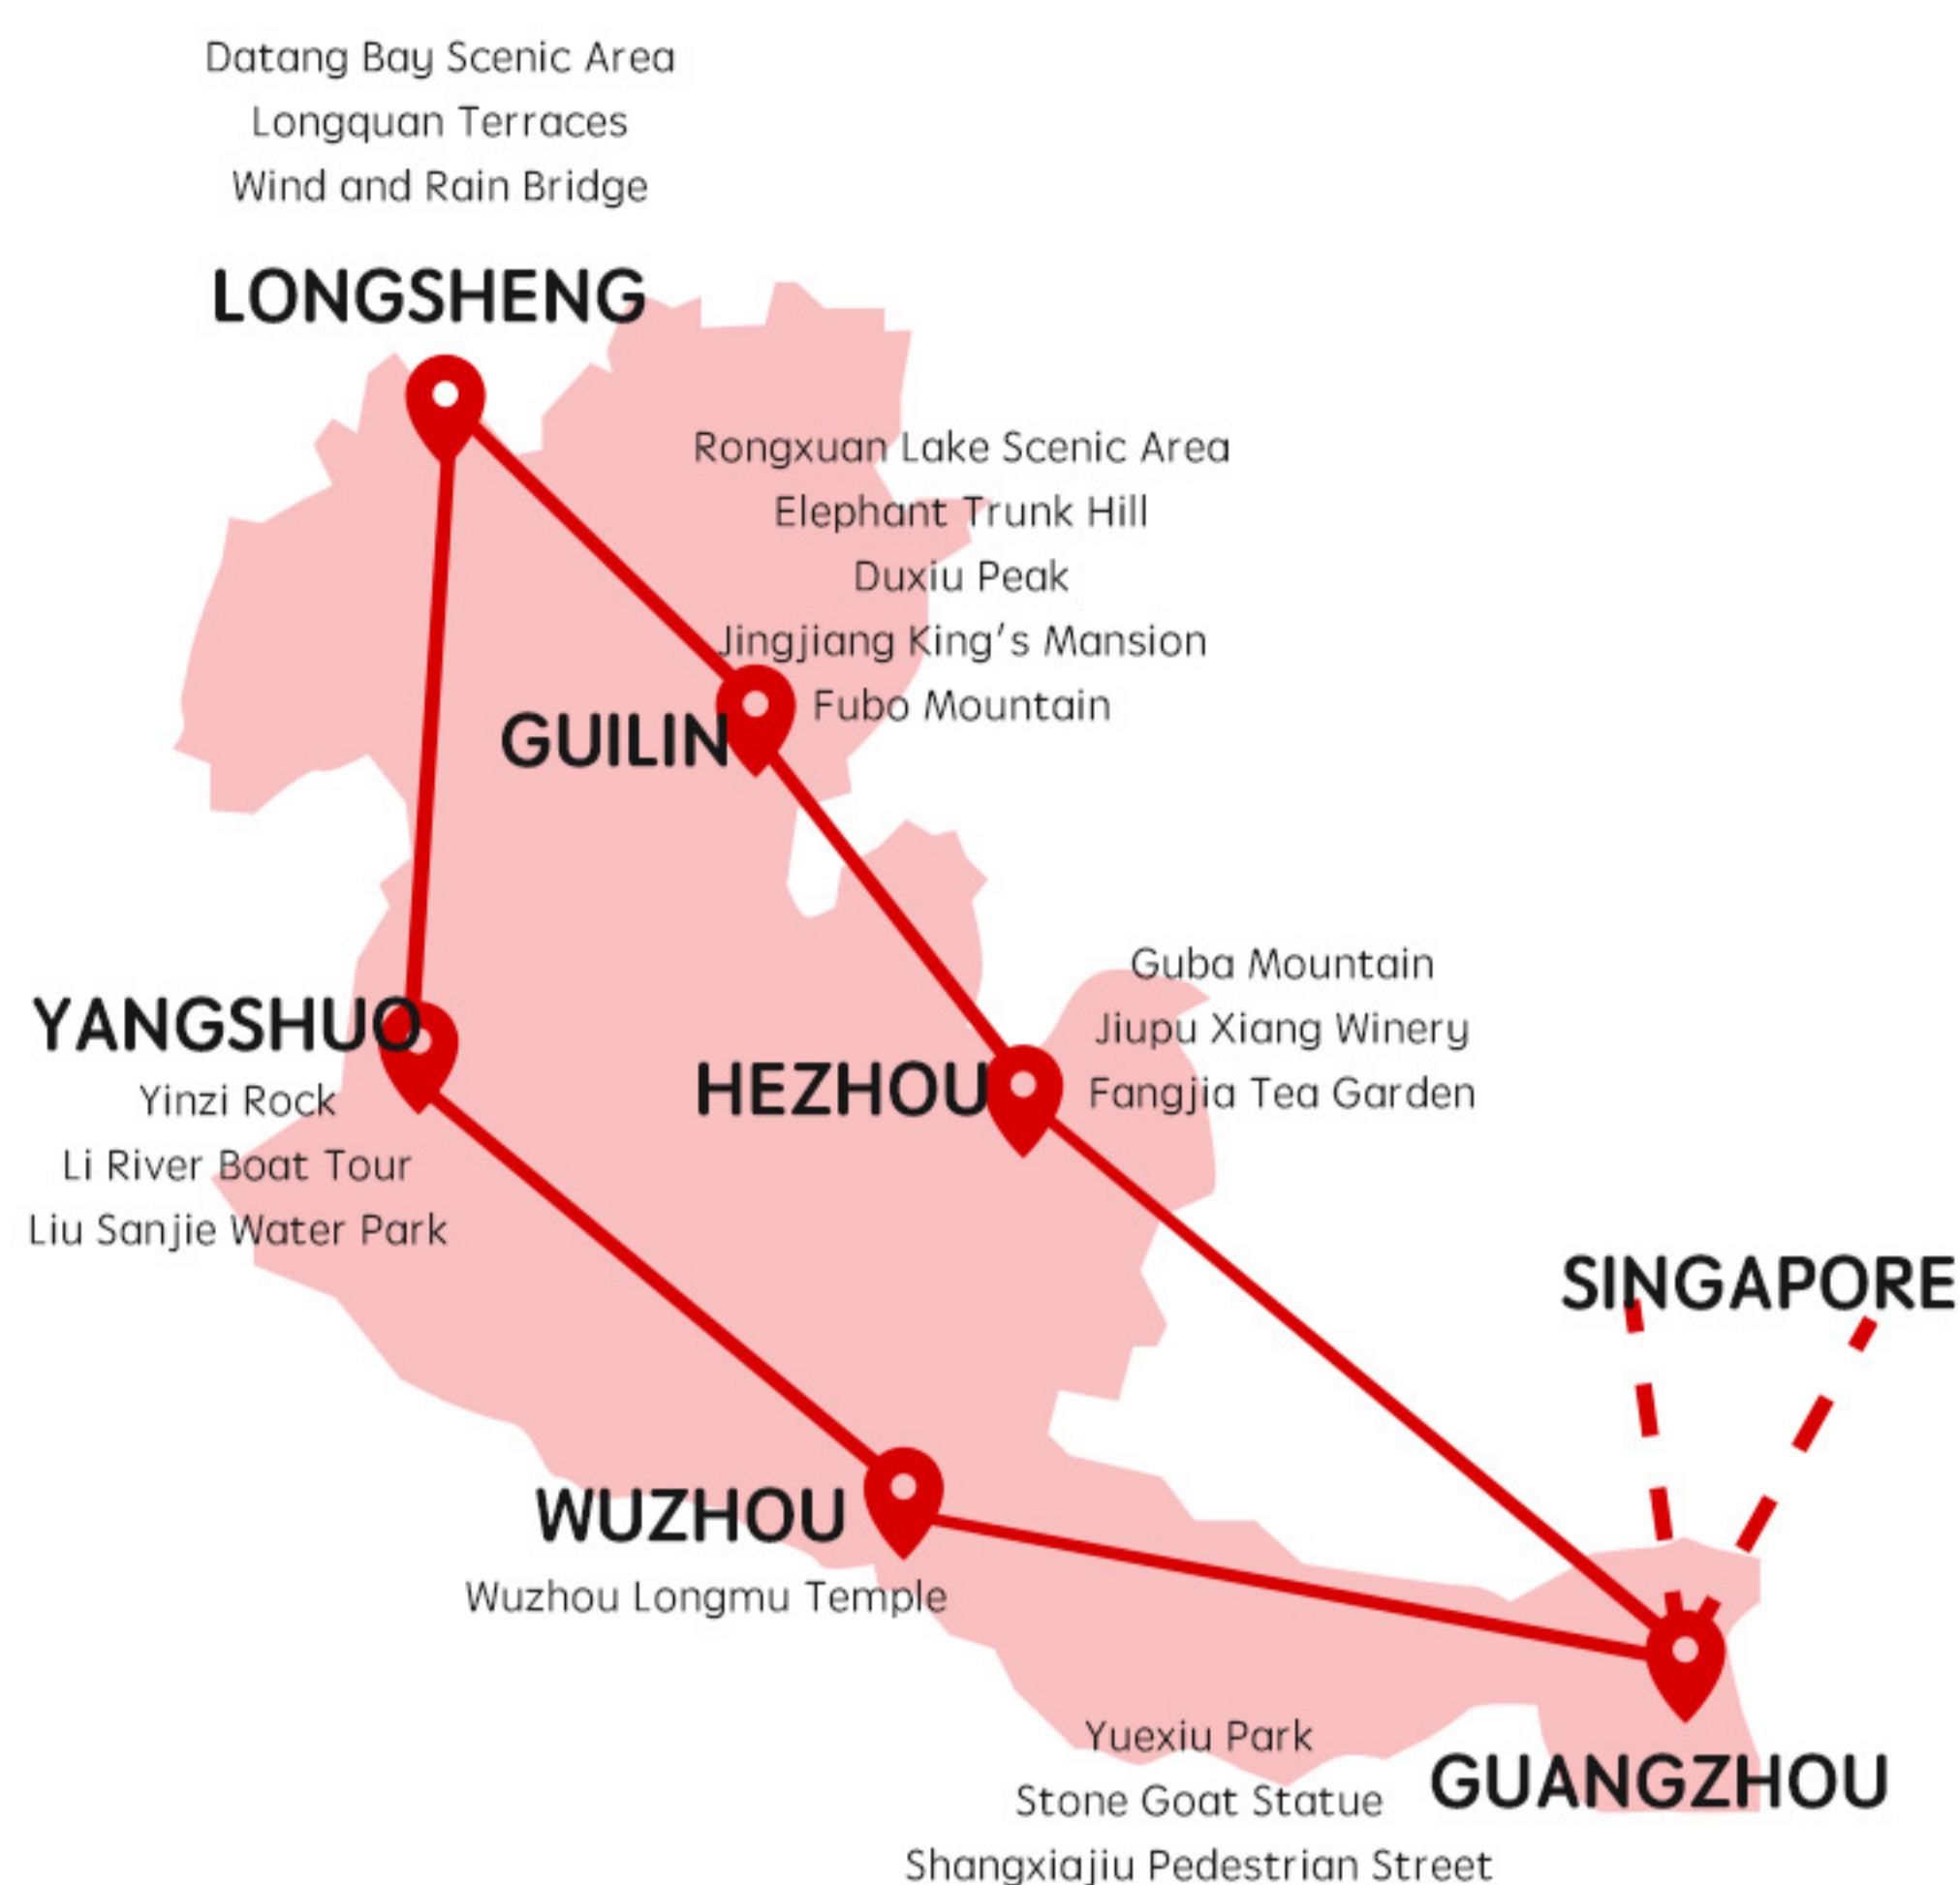 Datang Bay Scenic Area
Longquan Terraces
Wind and Rain Bridge
LONGSHENG
Rongxuan Lake Scenic Area
Elephant Trunk Hill
Duxiu Peak
Jingjiang King's Mansion
Fubo Mountain
GUILIN
Guba Mountain
Jiupu Xiang Winery
Fangjia Tea Garden
HEZHOU
YANGSHUO
Yinzi Rock
Li River Boat Tour
Liu Sanjie Water Park
SINGAPORE
WUZHOU
Wuzhou Longmu Temple
Yuexiu Park
Stone Goat Statue
Shangxiajiu Pedestrian Street
GUANGZHOU